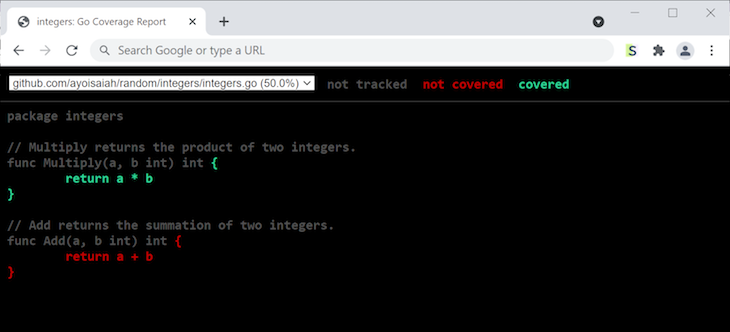 integers: Go Coverage Report
Search Google or type a URL
S
github.com/ayoisaiah/random/integers/integers.go (50.0%) not tracked not covered covered
package integers
// Multiply returns the product of two integers.
func Multiply(a, b int) int {
return a * b
}
// Add returns the summation of two integers.
func Add(a, b int) int {
return a + b
}